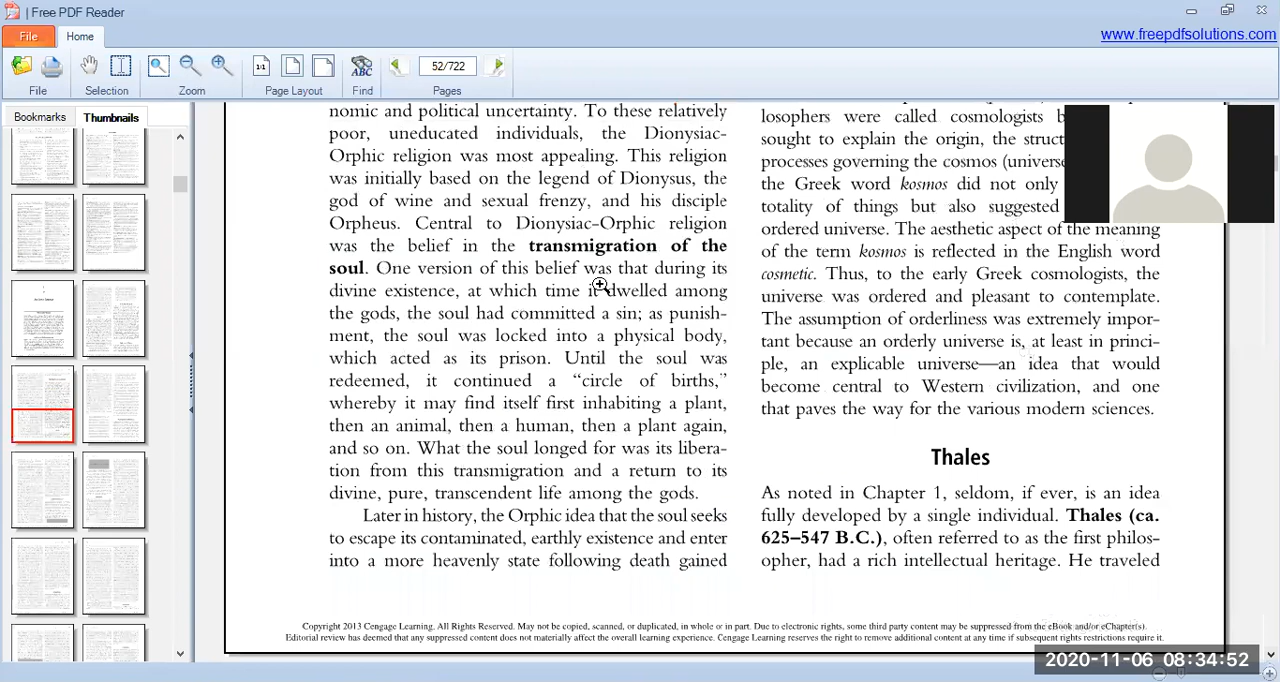 | Free PDF Reader
www.freepdfsolutions.com
File
Home
52/722
File
Selection
Zoom
Page Layout
Find
Pages
Bookmarks
Thumbnails
nomic and political uncertainty. To these relatively
poor, uneducated individuals, the Dionysiac-
Orphic religion was most appealing. This religion
was initially based on the legend of Dionysus, the
god of wine and sexual frenzy, and his disciple
Orpheus. Central to Dionysiac-Orphic religion
was the belief in the transmigration of the
soul. One version of this belief was that during its
divine existence, at which time it dwelled among
the gods, the soul had committed a sin; as punish-
ment, the soul was locked into a physical body,
which acted as its prison. Until the soul was
redeemed, it continued a “circle of births,”
whereby it may find itself first inhabiting a plant,
then an animal, then a human, then a plant again,
and so on. What the soul longed for was its libera-
tion from this transmigration and a return to its
divine, pure, transcendent life among the gods.
Later in history, the Orphic idea that the soul seeks
to escape its contaminated, earthly existence and enter
into a more heavenly state following death gained
losophers were called cosmologists
sought to explain the origin, the
processes governing the cosmos
the Greek word kosmos did not only
totality of things but also suggested
ordered universe. The aesthetic aspect of the meaning
of the term kosmos is reflected in the English word
cosmetic. Thus, to the early Greek cosmologists, the
universe was ordered and pleasant to contemplate.
The assumption of orderliness was extremely impor-
tant because an orderly universe is, at least in princi-
ple, an explicable universe—an idea that would
become central to Western civilization, and one
that paves the way for the various modern sciences.
Thales
As noted in Chapter 1, seldom, if ever, is an idea
fully developed by a single individual. Thales (ca.
625–547 B.C.), often referred to as the first philos-
opher, had a rich intellectual heritage. He traveled
Copyright 2013 Cengage Learning. All Rights Reserved. May not be copied, scanned, or duplicated, in whole or in part. Due to electronic rights, some third party content may be suppressed from the eBook and/or eChapter(s).
Editorial review has deemed that any suppressed content does not materially affect the overall learning experience. Cengage Learning reserves the right to remove additional content at any time if subsequent rights restrictions require it.
2020-11-06 08:34:52